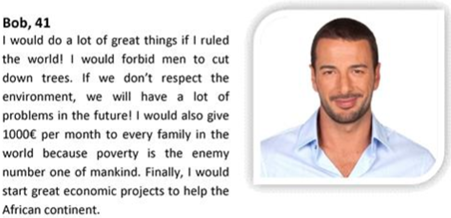 Bob, 41
I would do a lot of great things if I ruled
the world! I would forbid men to cut
down trees. If we don't respect the
environment, we will have a lot of
problems in the future! I would also give
1000€ per month to every family in the
world because poverty is the enemy
number one of mankind. Finally, I would
start great economic projects to help the
African continent.